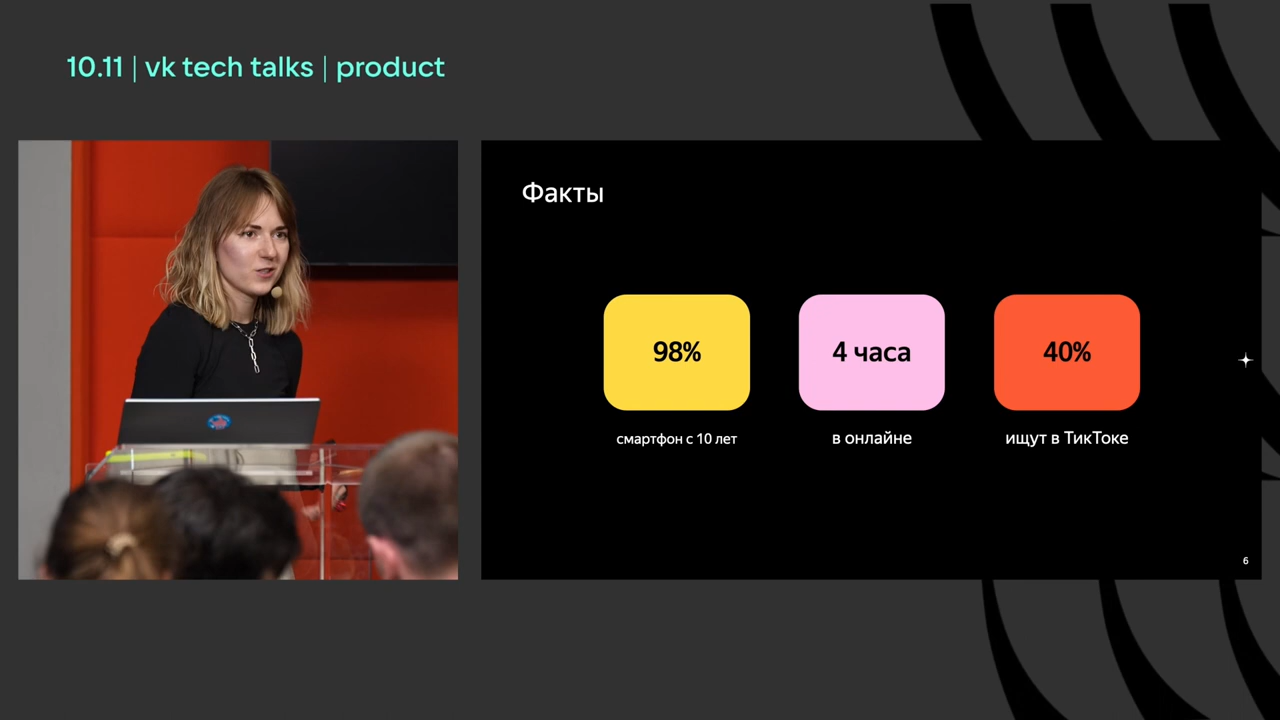 10.11 | vk tech talks | product
Факты
98%
4 часа
40%
смартфон с 10 лет
в онлайне
ищут в ТикТоке
6